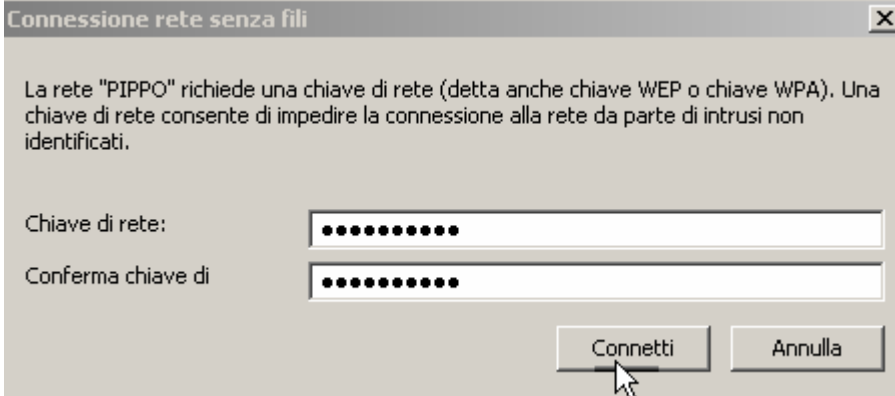 Connessione rete senza fili
La rete "PIPPO" richiede una chiave di rete (detta anche chiave WEP o chiave WPA). Una
chiave di rete consente di impedire la connessione alla rete da parte di intrusi non
identificati.
Chiave di rete: ••••••••••
Conferma chiave di ••••••••••
Connetti Annulla